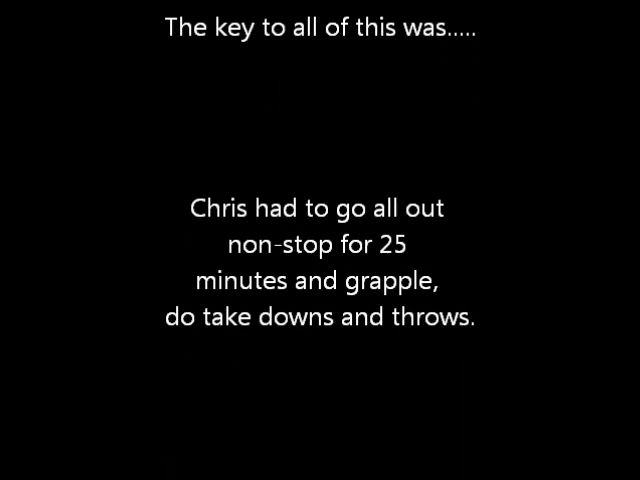 The key to all of this was.....
Chris had to go all out
non-stop for 25
minutes and grapple,
do take downs and throws.